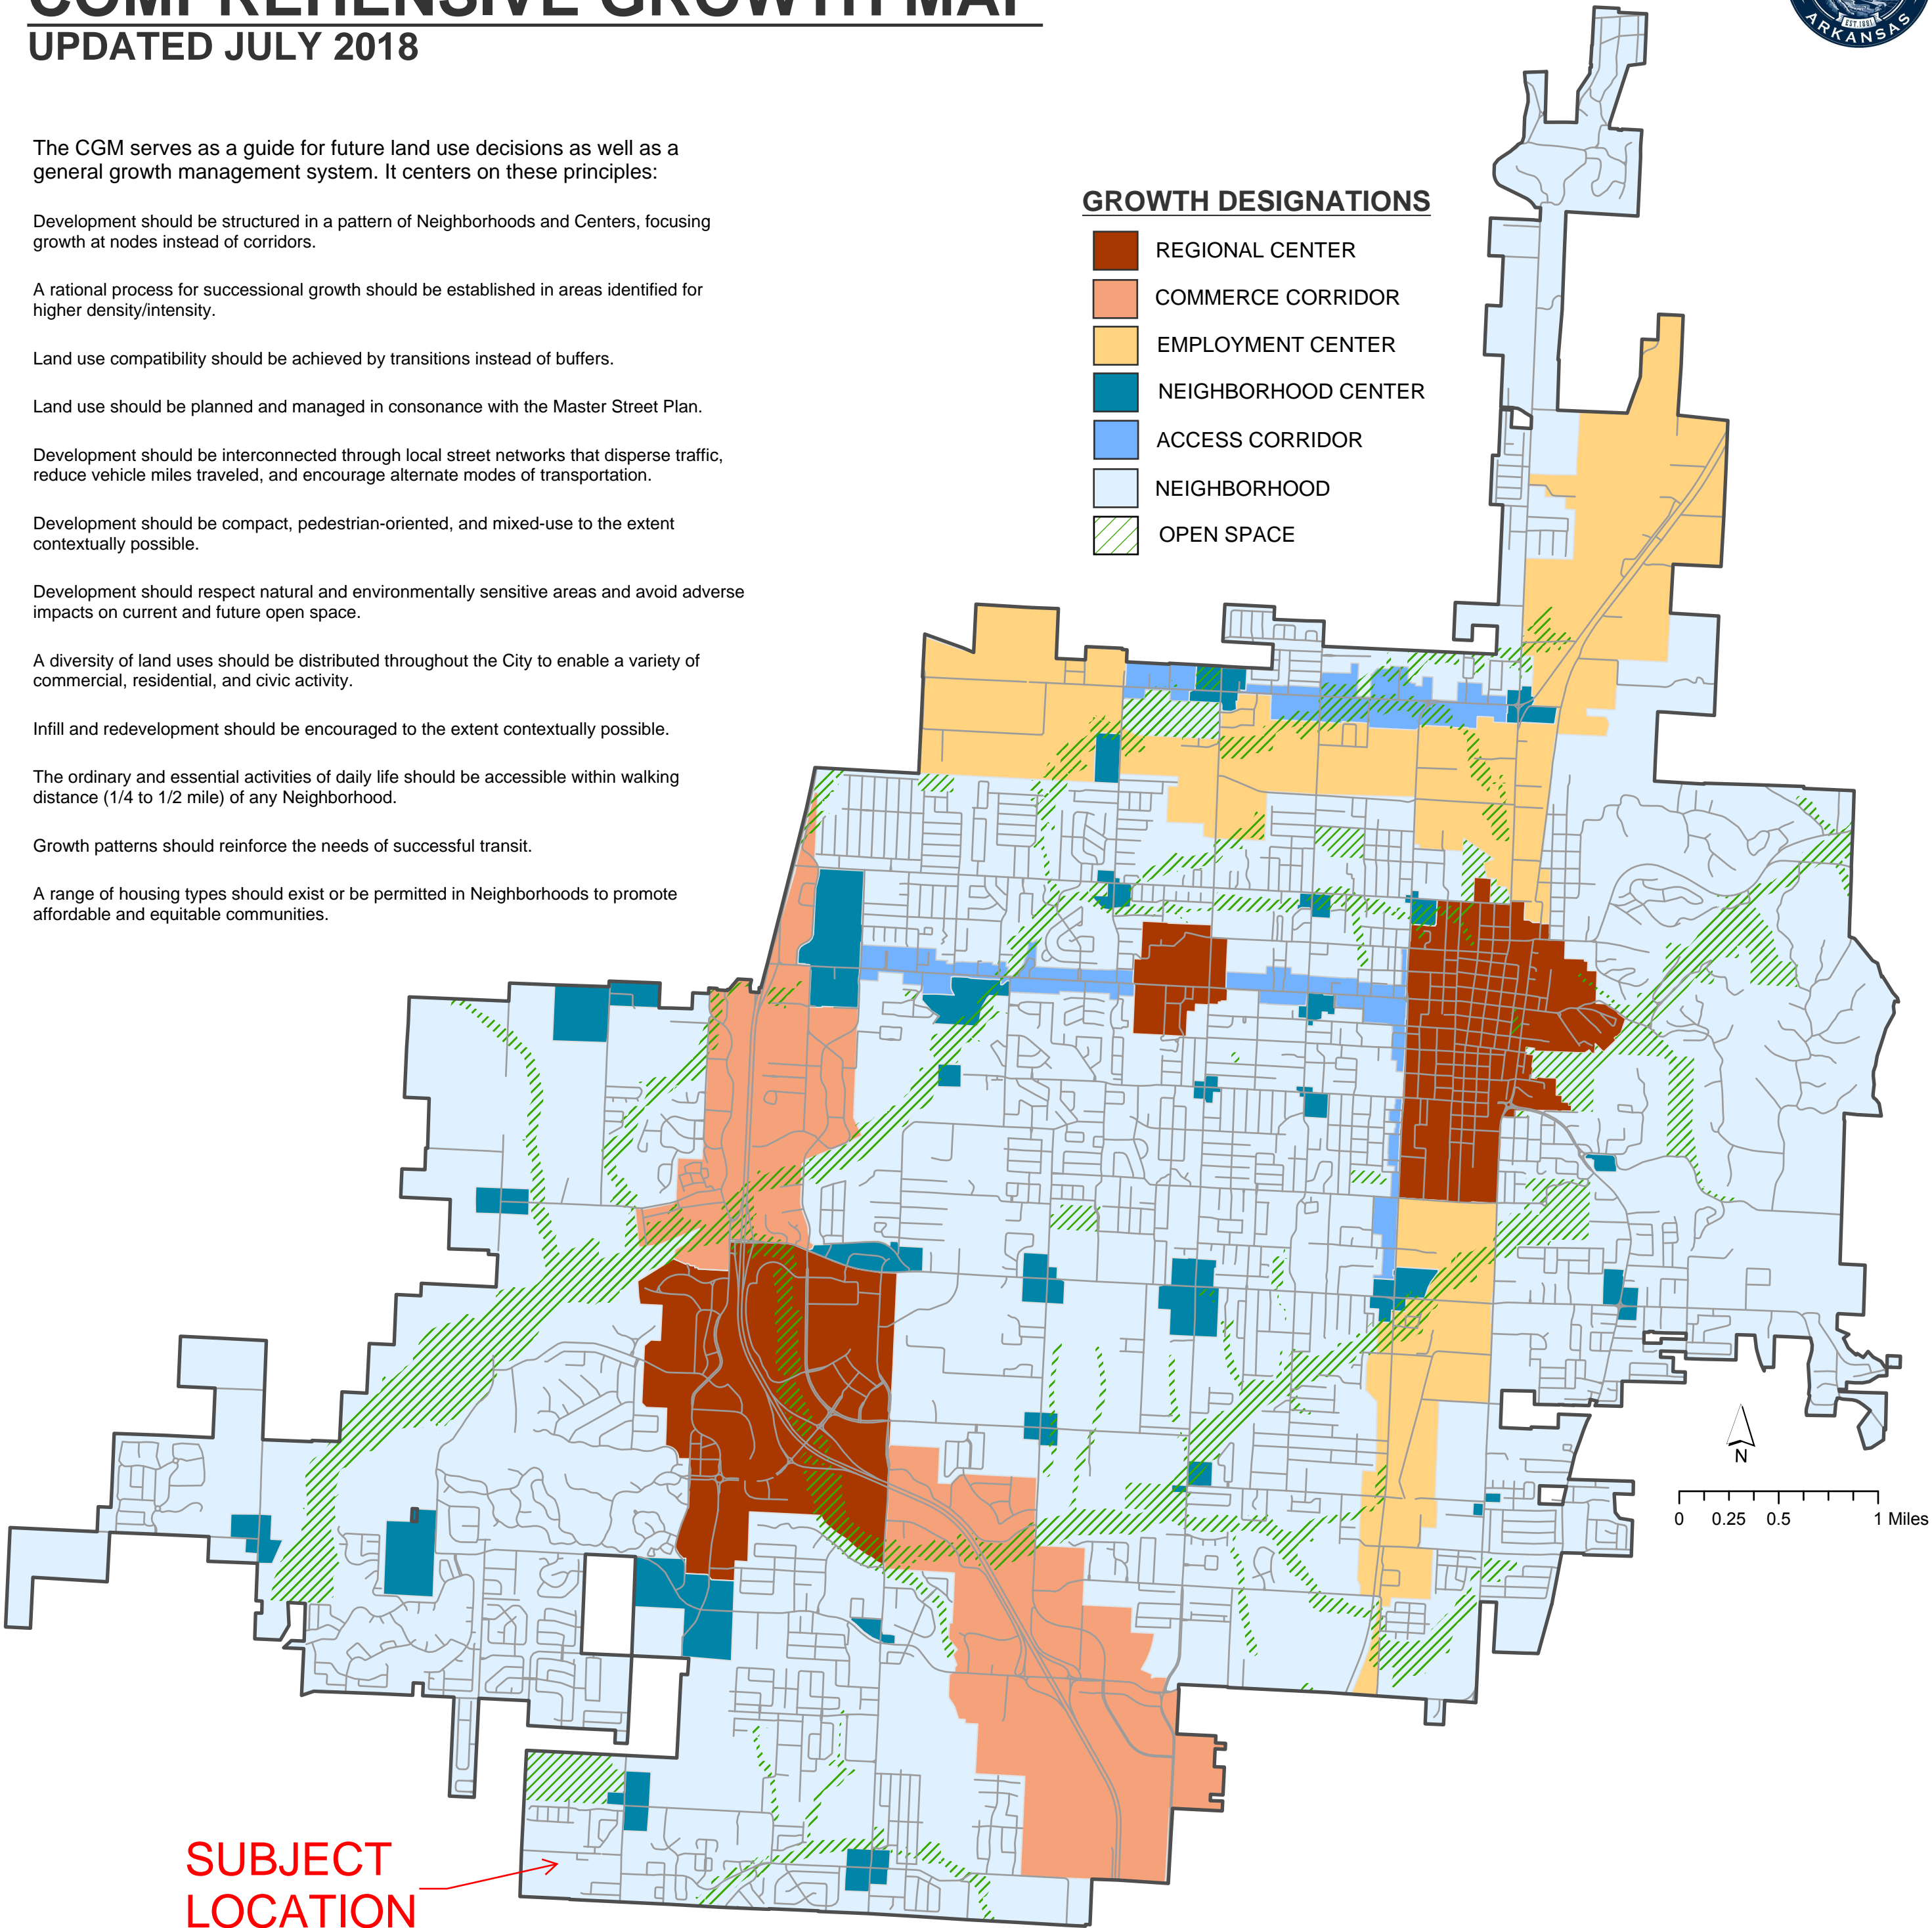 COMPREHENSIVE GROWTH MAP
UPDATED JULY 2018
EST.1881
ARKANSAS
The CGM serves as a guide for future land use decisions as well as a
general growth management system. It centers on these principles:
Development should be structured in a pattern of Neighborhoods and Centers, focusing
growth at nodes instead of corridors.
A rational process for successional growth should be established in areas identified for
higher density/intensity.
Land use compatibility should be achieved by transitions instead of buffers.
Land use should be planned and managed in consonance with the Master Street Plan.
Development should be interconnected through local street networks that disperse traffic,
reduce vehicle miles traveled, and encourage alternate modes of transportation.
Development should be compact, pedestrian-oriented, and mixed-use to the extent
contextually possible.
Development should respect natural and environmentally sensitive areas and avoid adverse
impacts on current and future open space.
A diversity of land uses should be distributed throughout the City to enable a variety of
commercial, residential, and civic activity.
Infill and redevelopment should be encouraged to the extent contextually possible.
The ordinary and essential activities of daily life should be accessible within walking
distance (1/4 to 1/2 mile) of any Neighborhood.
Growth patterns should reinforce the needs of successful transit.
A range of housing types should exist or be permitted in Neighborhoods to promote
affordable and equitable communities.
GROWTH DESIGNATIONS
REGIONAL CENTER
COMMERCE CORRIDOR
EMPLOYMENT CENTER
NEIGHBORHOOD CENTER
ACCESS CORRIDOR
NEIGHBORHOOD
OPEN SPACE
N
0 0.25 0.5 1 Miles
SUBJECT
LOCATION